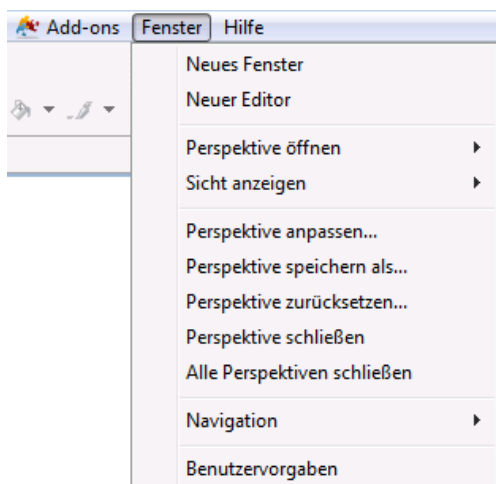 Add-ons Fenster Hilfe
Neues Fenster
Neuer Editor
Perspektive öffnen
Sicht anzeigen
Perspektive anpassen...
Perspektive speichern als...
Perspektive zurücksetzen...
Perspektive schließen
Alle Perspektiven schließen
Navigation
Benutzervorgaben